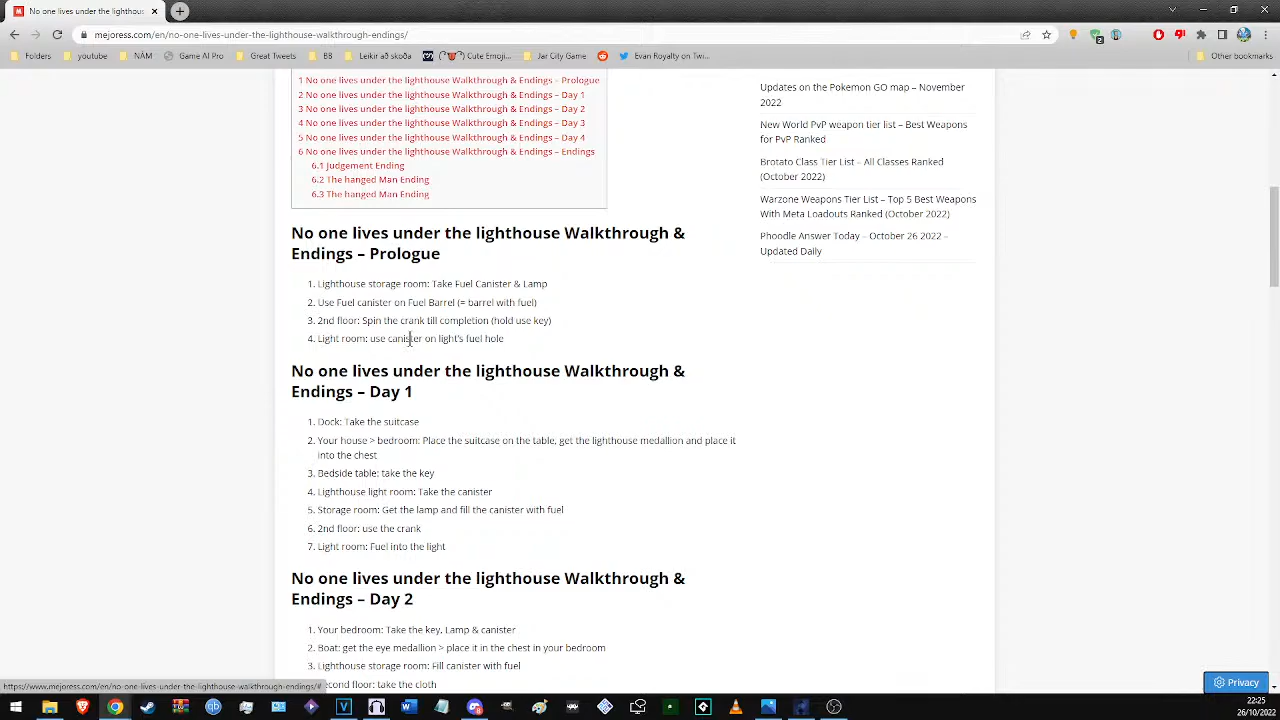 No one lives under the lighthous
mejoress.com/en/no-one-lives-under-the-lighthouse-walkthrough-endings/
Folders
youtube
NAM
Game AI Pro
Great Tweets
BB
Leikir að skoða
Cute Emoji...
Jar City Game
Evan Royalty on Twi...
Other bookmarks
1 No one lives under the lighthouse Walkthrough & Endings – Prologue
2 No one lives under the lighthouse Walkthrough & Endings – Day 1
3 No one lives under the lighthouse Walkthrough & Endings – Day 2
4 No one lives under the lighthouse Walkthrough & Endings – Day 3
5 No one lives under the lighthouse Walkthrough & Endings – Day 4
6 No one lives under the lighthouse Walkthrough & Endings – Endings
6.1 Judgement Ending
6.2 The hanged Man Ending
6.3 The hanged Man Ending
No one lives under the lighthouse Walkthrough &
Endings – Prologue
1. Lighthouse storage room: Take Fuel Canister & Lamp
2. Use Fuel canister on Fuel Barrel (= barrel with fuel)
3. 2nd floor: Spin the crank till completion (hold use key)
4. Light room: use canister on light's fuel hole
No one lives under the lighthouse Walkthrough &
Endings – Day 1
1. Dock: Take the suitcase
2. Your house > bedroom: Place the suitcase on the table, get the lighthouse medallion and place it
into the chest
3. Bedside table: take the key
4. Lighthouse light room: Take the canister
5. Storage room: Get the lamp and fill the canister with fuel
6. 2nd floor: use the crank
7. Light room: Fuel into the light
No one lives under the lighthouse Walkthrough &
Endings – Day 2
1. Your bedroom: Take the key, Lamp & canister
2. Boat: get the eye medallion > place it in the chest in your bedroom
3. Lighthouse storage room: Fill canister with fuel
econd floor: take the cloth
Updates on the Pokemon GO map – November
2022
New World PvP weapon tier list – Best Weapons
for PvP Ranked
Brotato Class Tier List – All Classes Ranked
(October 2022)
Warzone Weapons Tier List – Top 5 Best Weapons
With Meta Loadouts Ranked (October 2022)
Phoodle Answer Today – October 26 2022 –
Updated Daily
Privacy
https://www.mejoress.com/en/no-one-lives-under-the-lighthouse-walkthrough-endings/#
22:25
26/10/2022